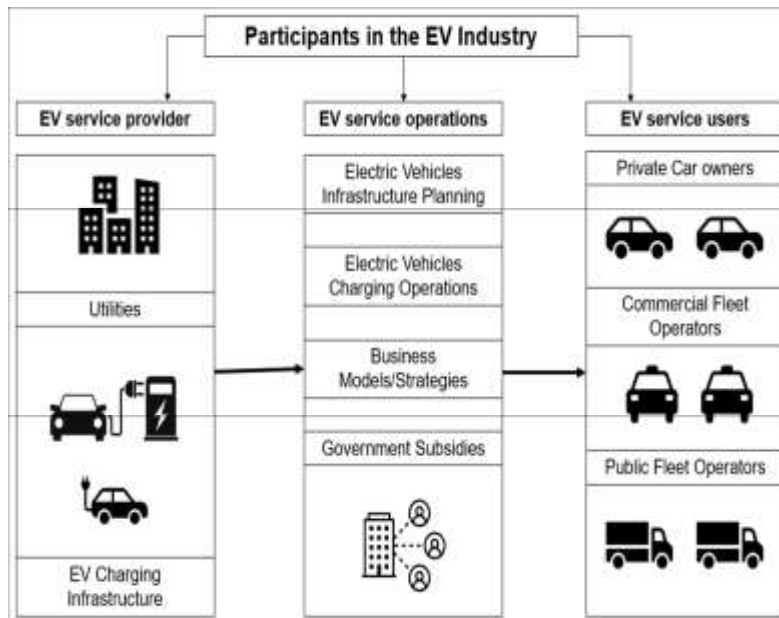 Participants in the EV Industry
EV service provider
EV service operations
EV service users
Utilities
EV Charging
Infrastructure
Electric Vehicles
Infrastructure Planning
Electric Vehicles
Charging Operations
Business
Models/Strategies
Government Subsidies
Private Car owners
Commercial Fleet
Operators
Public Fleet Operators